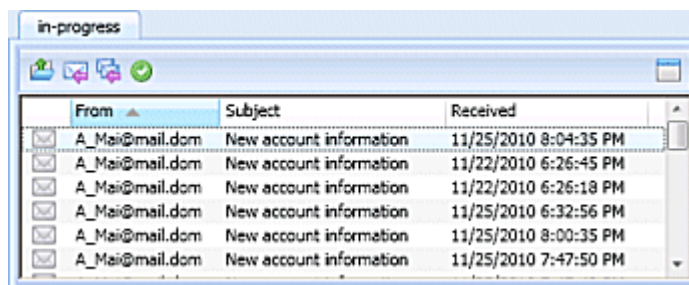 in-progress
From Subject Received
A_Mai@mail.dom New account information 11/25/2010 8:04:35 PM
A_Mai@mail.dom New account information 11/22/2010 6:26:45 PM
A_Mai@mail.dom New account information 11/22/2010 6:26:18 PM
A_Mai@mail.dom New account information 11/25/2010 6:32:56 PM
A_Mai@mail.dom New account information 11/25/2010 8:00:35 PM
A_Mai@mail.dom New account information 11/25/2010 7:47:50 PM